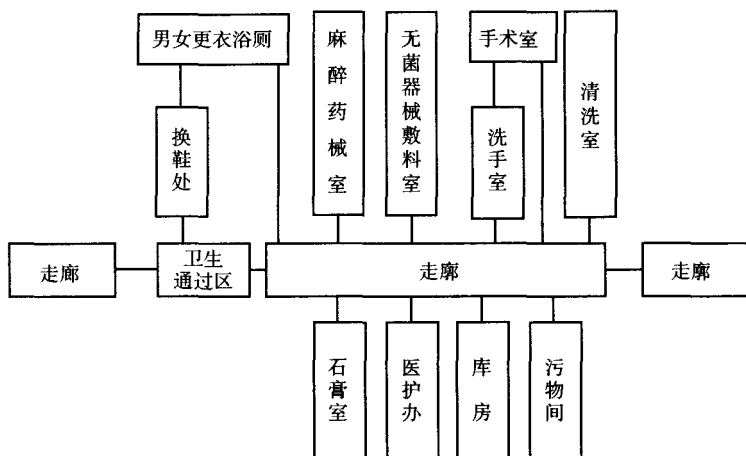 男女更衣浴厕
麻醉药械室
无菌器械敷料室
手术室
清洗室
换鞋处
洗手室
走廊
卫生
通过区
走廓
走廓
石膏室
医护办
库房
污物间